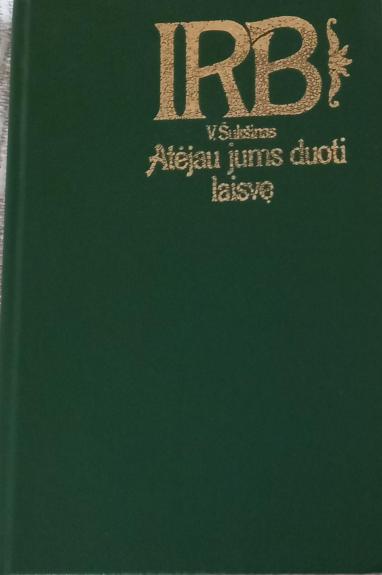 IRB
V. Šukšinas
Atėjau jums duoti
laisvę